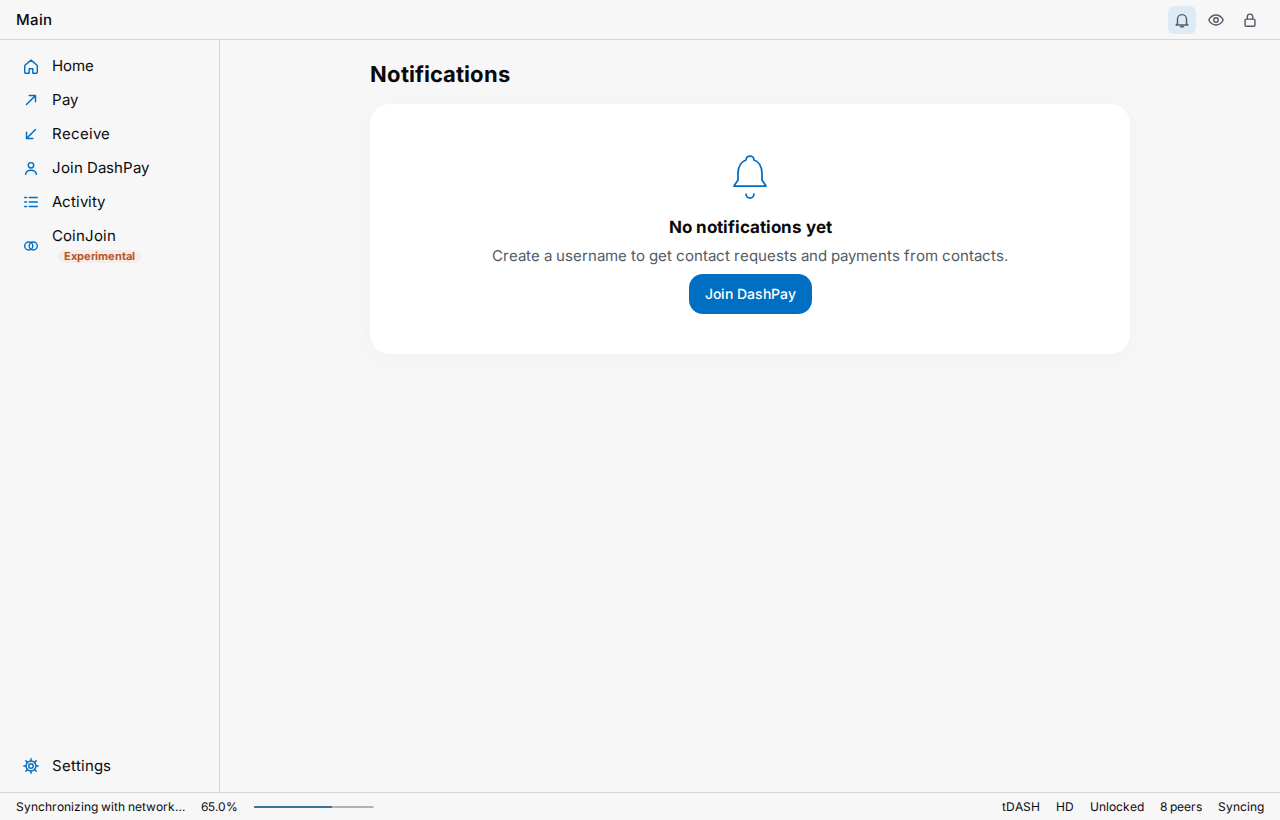 Main
Home
Pay
Receive
Join DashPay
Activity
CoinJoin
Experimental
Settings
Notifications
No notifications yet
Create a username to get contact requests and payments from contacts.
Join DashPay
Synchronizing with network... 65.0% tDASH HD Unlocked 8 peers Syncing